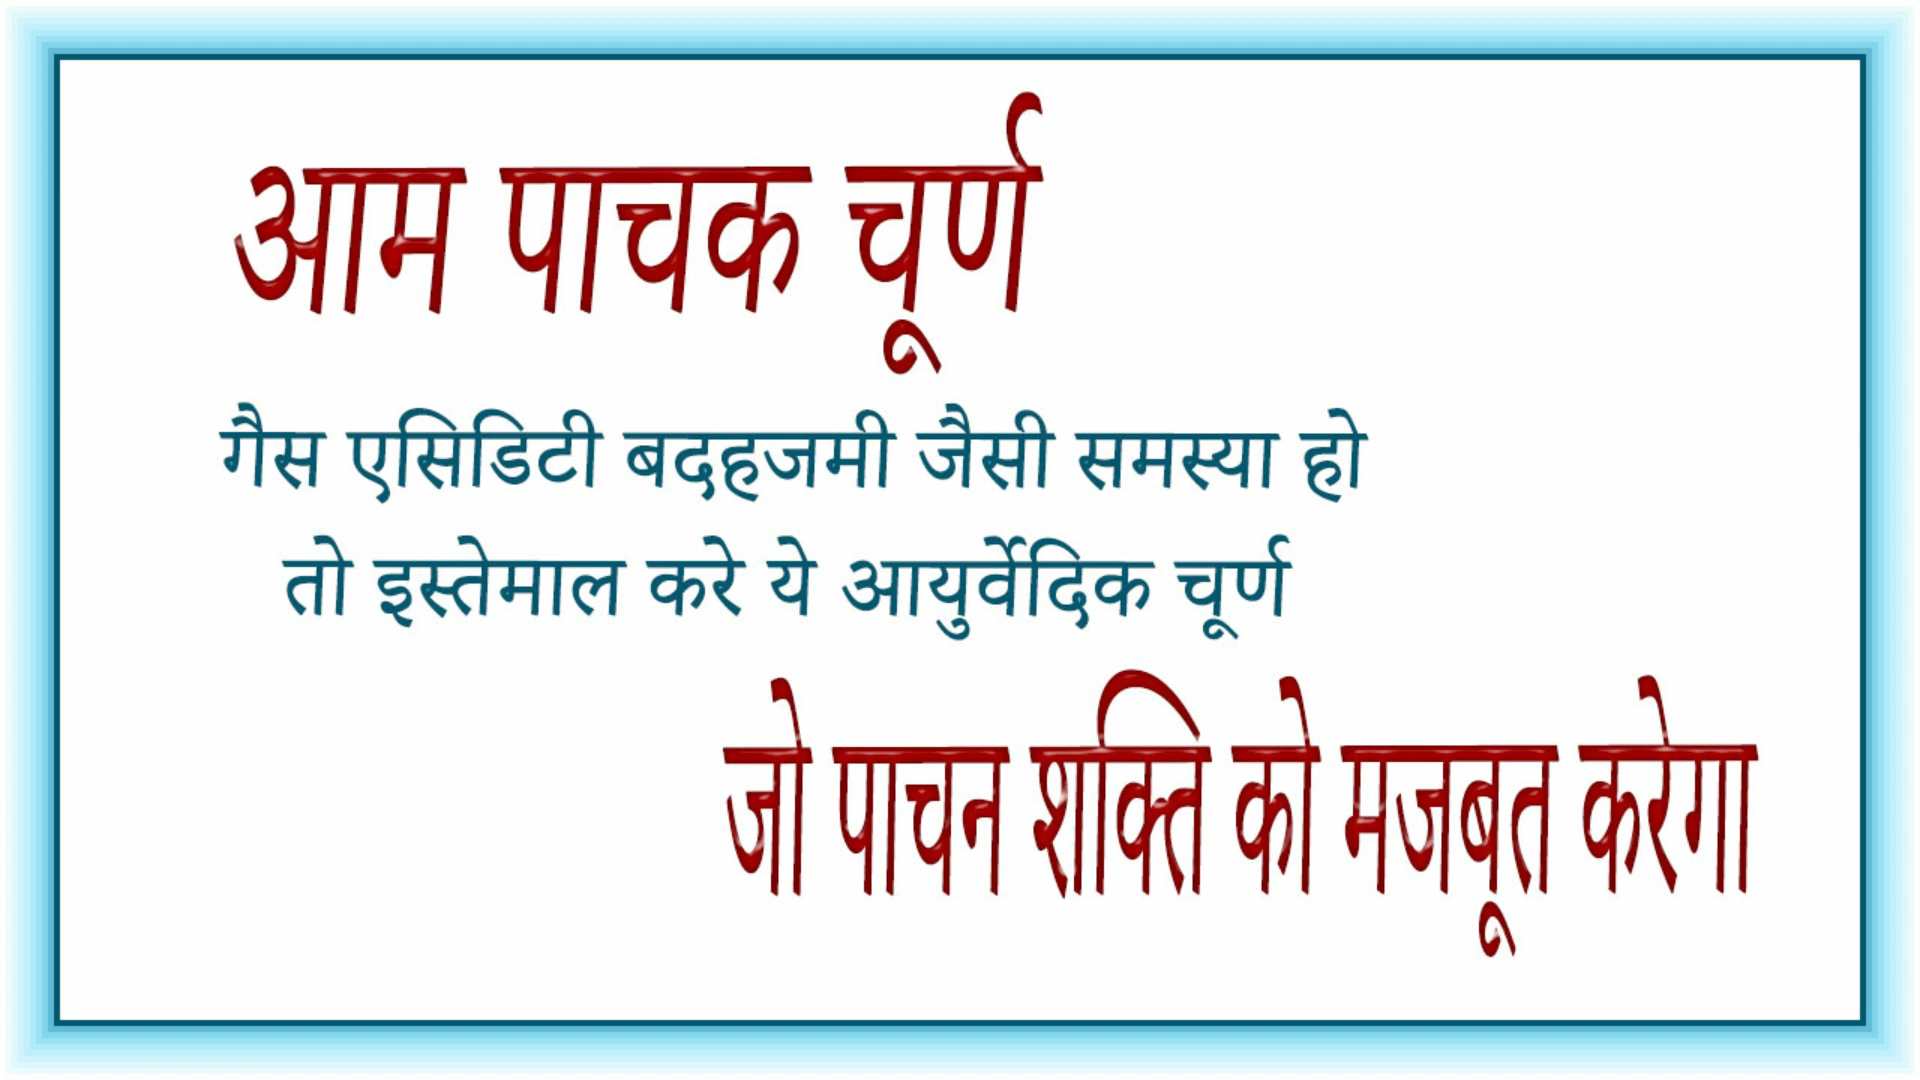 आम पाचक चूर्ण
गैस एसिडिटी बदहजमी जैसी समस्या हो
तो इस्तेमाल करे ये आयुर्वेदिक चूर्ण
जो पाचन शक्ति को मजबूत करेगा